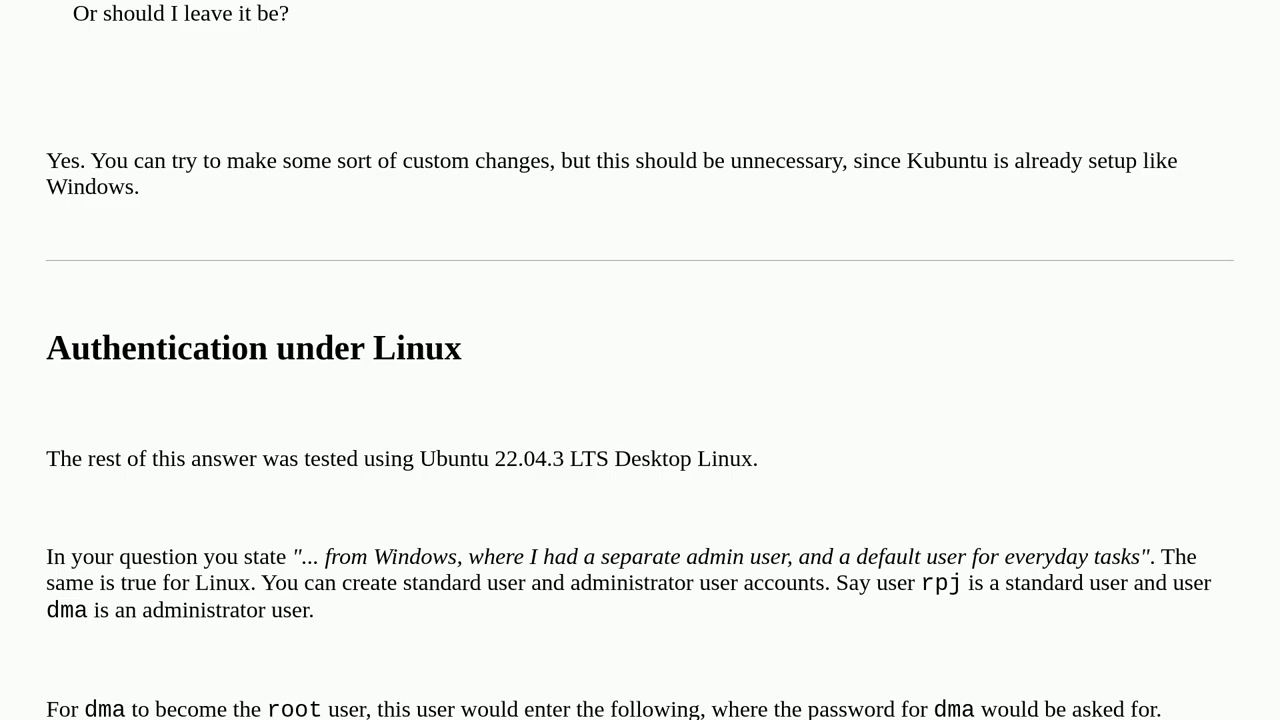 Or should I leave it be?
Yes. You can try to make some sort of custom changes, but this should be unnecessary, since Kubuntu is already setup like
Windows.
Authentication under Linux
The rest of this answer was tested using Ubuntu 22.04.3 LTS Desktop Linux.
In your question you state "... from Windows, where I had a separate admin user, and a default user for everyday tasks". The
same is true for Linux. You can create standard user and administrator user accounts. Say user rpj is a standard user and user
dma is an administrator user.
For dma to become the root user, this user would enter the following, where the password for dma would be asked for.